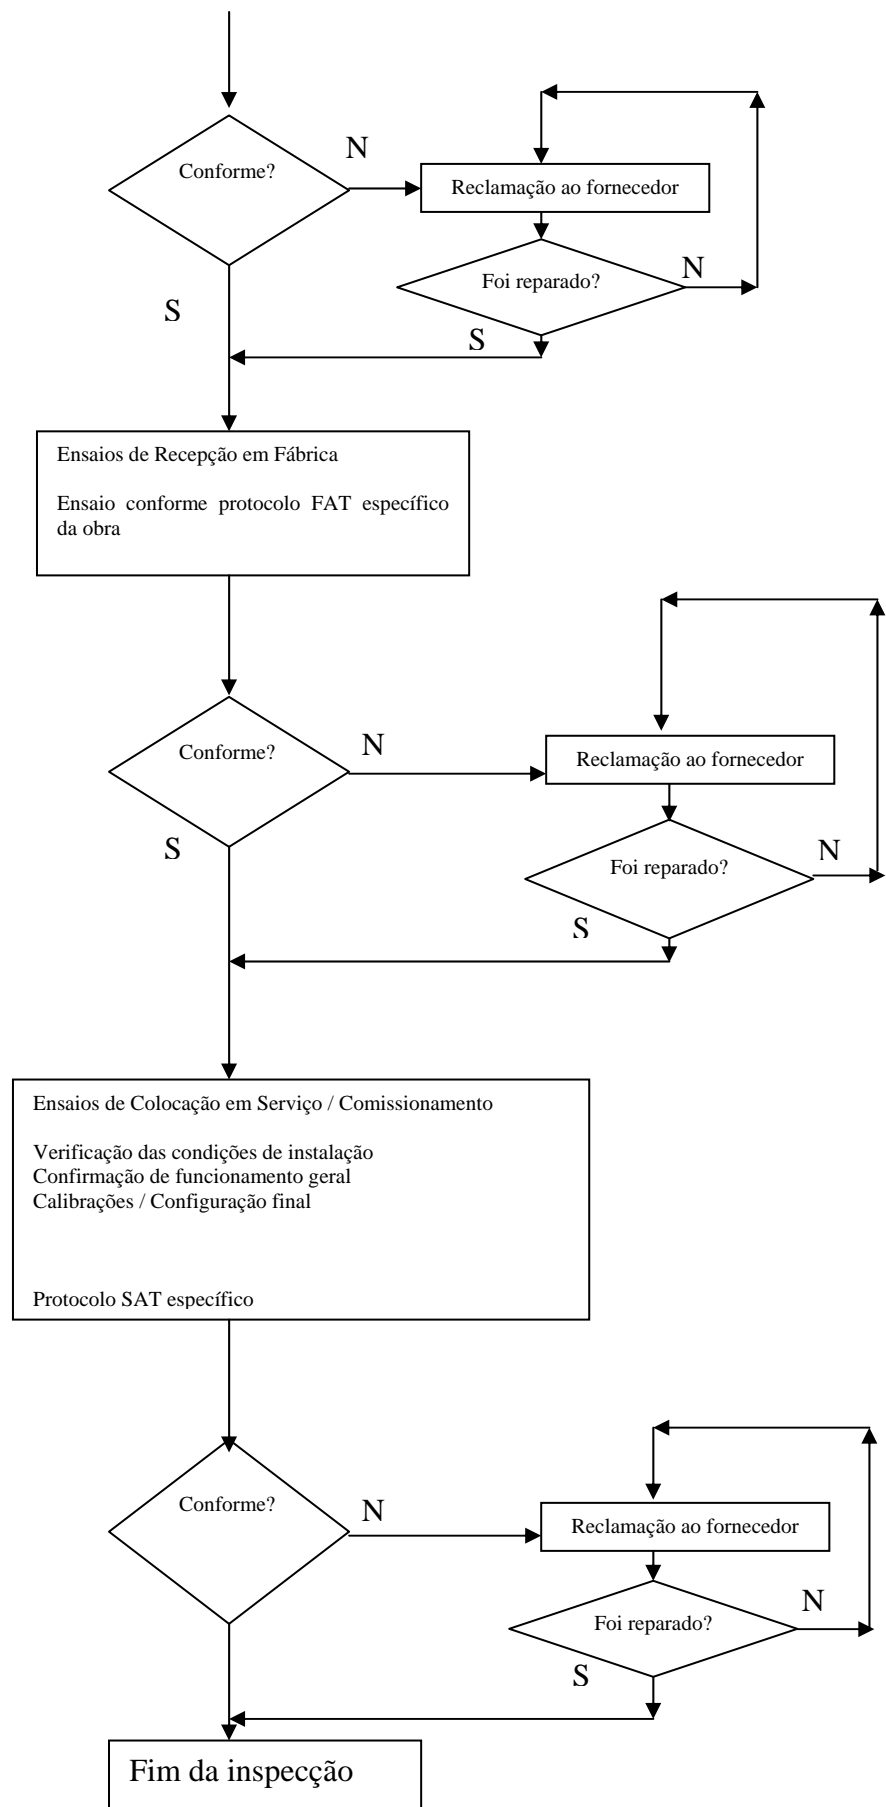 Conforme?
N
Reclamação ao fornecedor
Foi reparado?
N
S
S
Ensaios de Recepção em Fábrica
Ensaio conforme protocolo FAT específico
da obra
Conforme?
N
Reclamação ao fornecedor
Foi reparado?
N
S
S
Ensaios de Colocação em Serviço / Comissionamento
Verificação das condições de instalação
Confirmação de funcionamento geral
Calibrações / Configuração final
Protocolo SAT específico
Conforme?
N
Reclamação ao fornecedor
Foi reparado?
N
S
Fim da inspecção